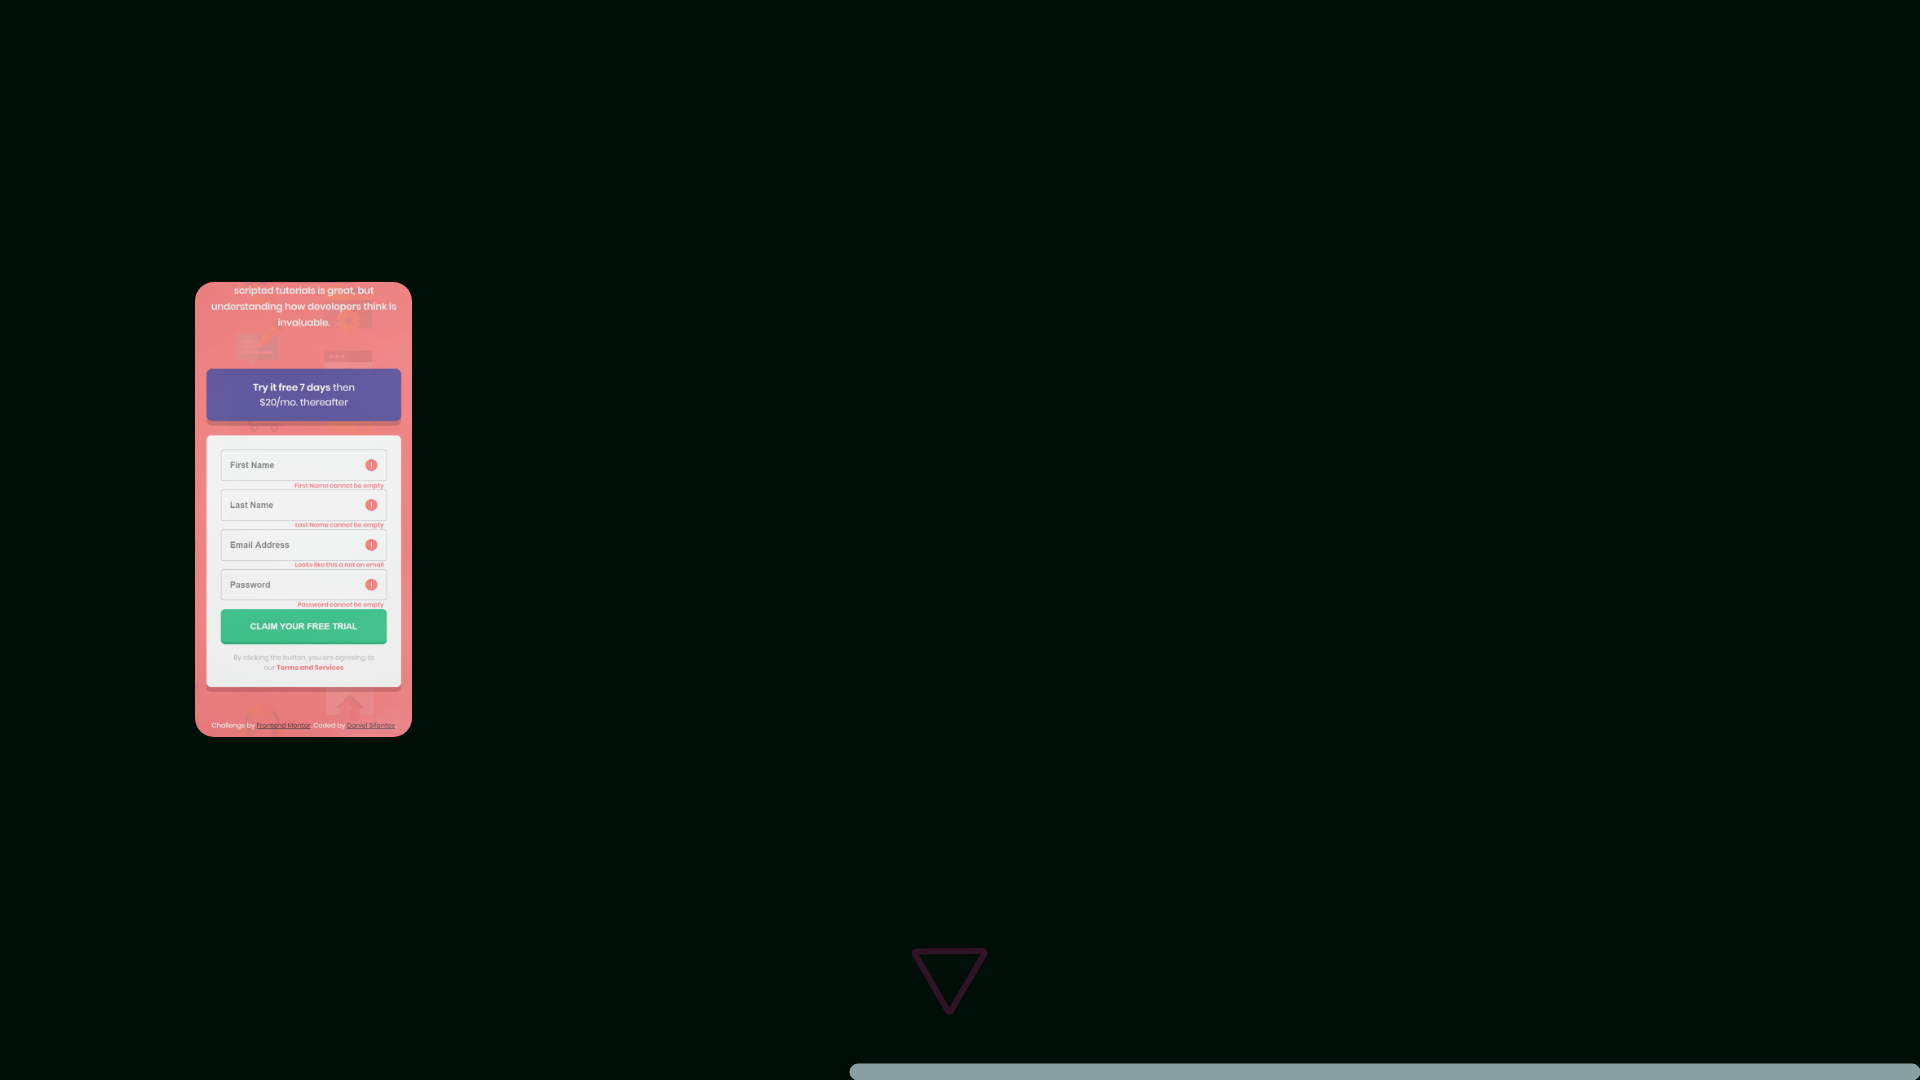 scripted tutorials is great, but
understanding how developers think is
invaluable.
Try it free 7 days then
$20/mo. thereafter
First Name
First Name cannot be empty
Last Name
Last Name cannot be empty
Email Address
Looks like this a not an email
Password
Password cannot be empty
CLAIM YOUR FREE TRIAL
By clicking the button, you are agreeing to
our Terms and Services
Challenge by Frontend Mentor. Coded by Daniel Sifontes